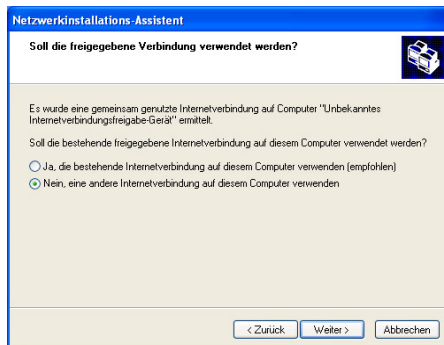 Netzwerkinstallations-Assistent
Soll die freigegebene Verbindung verwendet werden?
Es wurde eine gemeinsam genutzte Internetverbindung auf Computer "Unbekanntes
Internetverbindungsfreigabe-Gerät" ermittelt.
Soll die bestehende freigegebene Internetverbindung auf diesem Computer verwendet werden?
Ja, die bestehende Internetverbindung auf diesem Computer verwenden (empfohlen)
Nein, eine andere Internetverbindung auf diesem Computer verwenden
< Zurück Weiter > Abbrechen